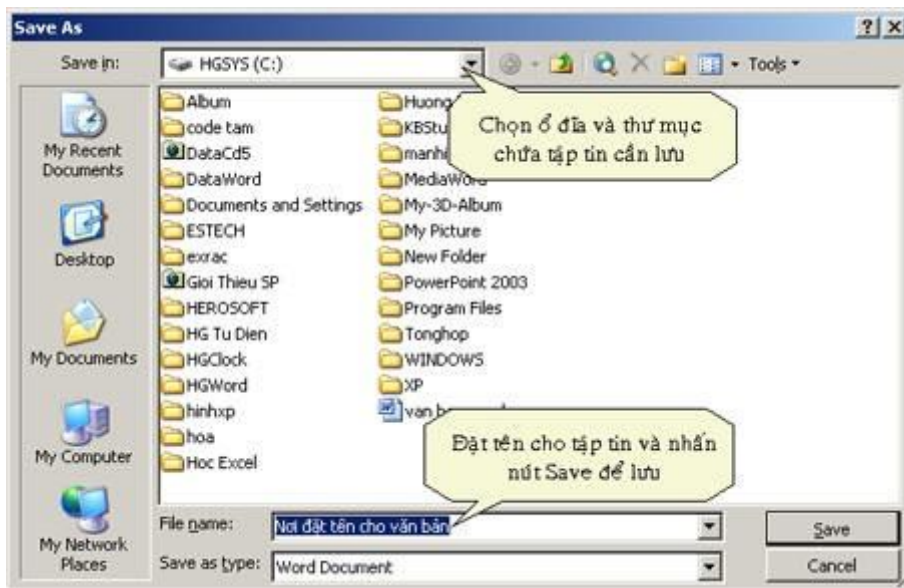 Save As
Save in:
HGSYS (C:)
Tools
My Recent
Documents
Desktop
My Documents
My Computer
My Network
Places
Album
code tam
DataCd5
DataWord
Documents and Settings
ESTECH
exrac
Gioi Thieu SP
HEROSOFT
HG Tu Dien
HGClock
HGWord
hinhxp
hoa
Hoc Excel
Huong
KBStu
manh
MediaWord
My-3D-Album
My Picture
New Folder
PowerPoint 2003
Program Files
Tonghop
WINDOWS
XP
van
Chọn ổ đĩa và thư mục
chứa tập tin cần lưu
Đặt tên cho tập tin và nhấn
nút Save để lưu
File name:
Nơi đặt tên cho văn bản
Save
Save as type:
Word Document
Cancel